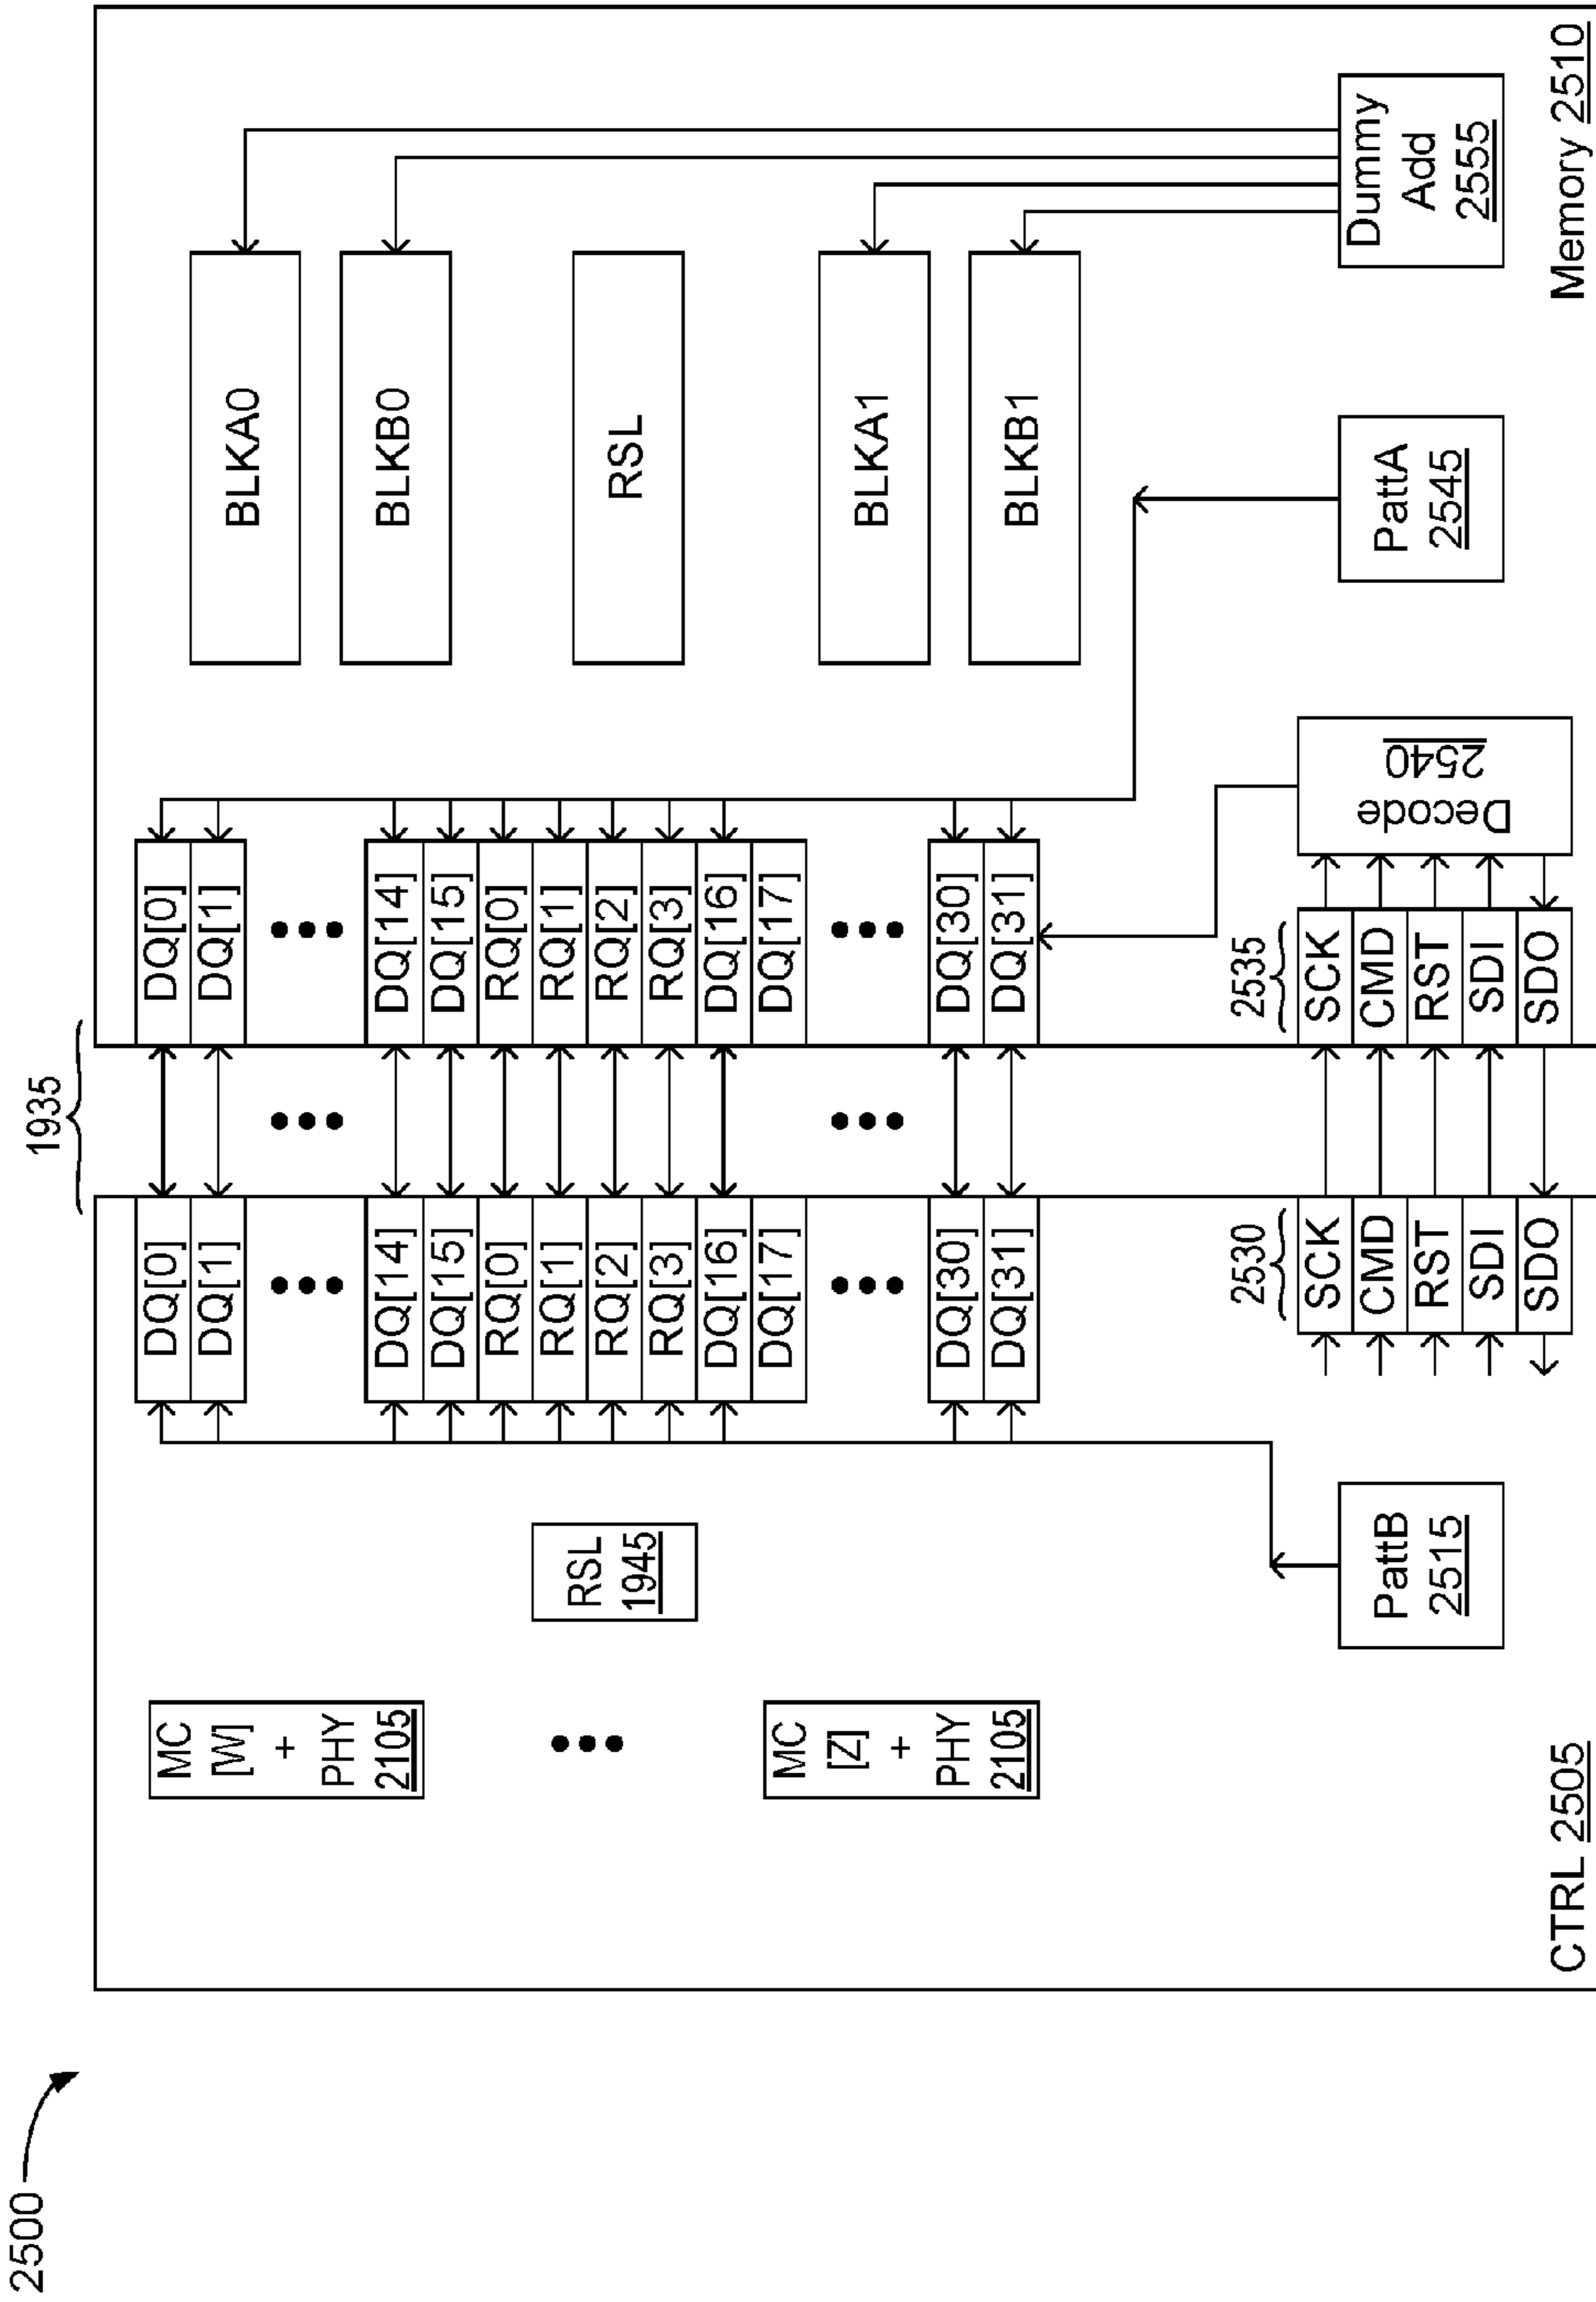 2500
1935
MC
[W]
+
PHY
2105
MC
[Z]
+
PHY
2105
RSL
1945
PattB
2515
CTRL 2505
DQ[0]
DQ[1]
DQ[14]
DQ[15]
RQ[0]
RQ[1]
RQ[2]
RQ[3]
DQ[16]
DQ[17]
DQ[30]
DQ[31]
2530
SCK
CMD
RST
SDI
SDO
DQ[0]
DQ[1]
DQ[14]
DQ[15]
RQ[0]
RQ[1]
RQ[2]
RQ[3]
DQ[16]
DQ[17]
DQ[30]
DQ[31]
2535
SCK
CMD
RST
SDI
SDO
Decode
2540
BLKA0
BLKB0
RSL
BLKA1
BLKB1
PattA
2545
Dummy
Add
2555
Memory 2510